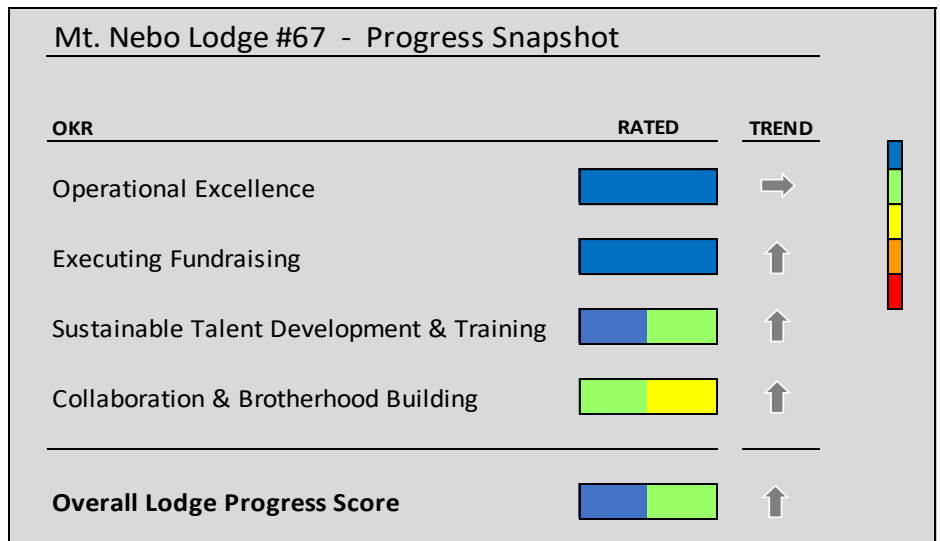 Mt. Nebo Lodge #67 - Progress Snapshot
OKR RATED TREND
Operational Excellence
Executing Fundraising
Sustainable Talent Development & Training
Collaboration & Brotherhood Building
Overall Lodge Progress Score